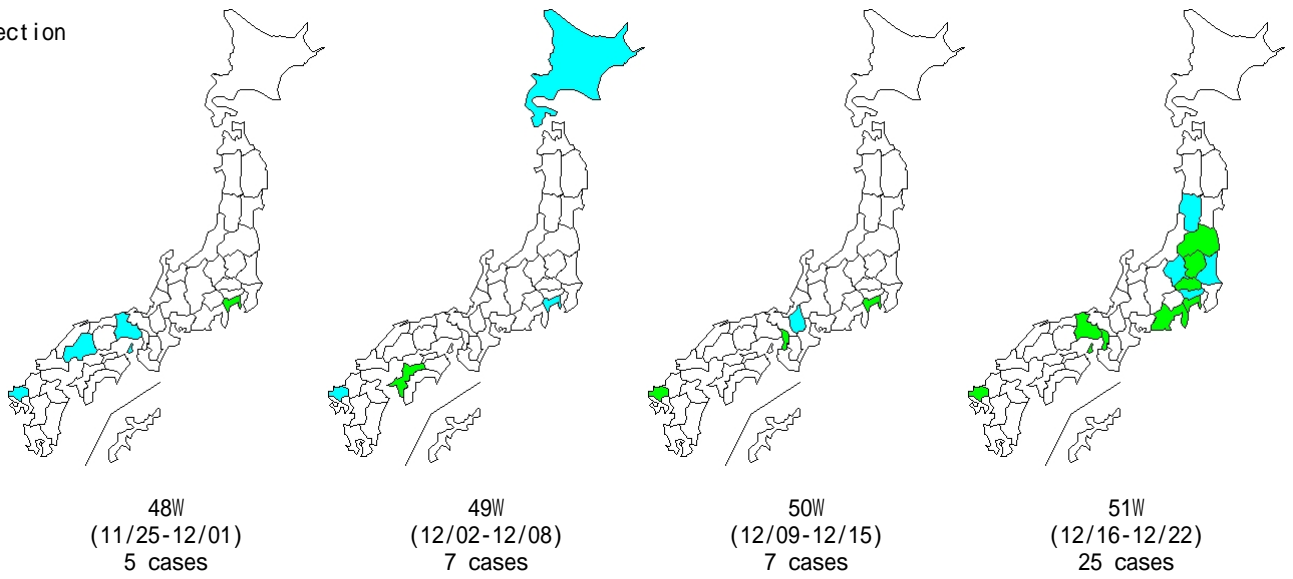 ection
48W
(11/25-12/01)
5 cases
49W
(12/02-12/08)
7 cases
50W
(12/09-12/15)
7 cases
51W
(12/16-12/22)
25 cases